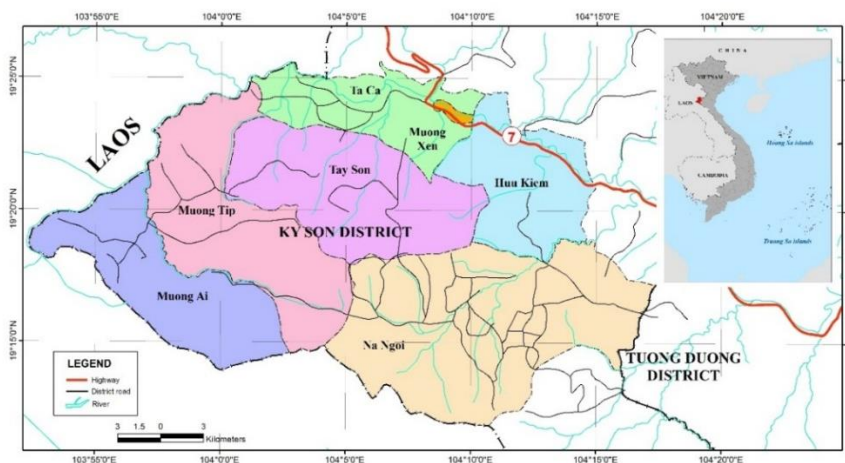 103°55'0"E 104°0'0"E 104°5'0"E 104°10'0"E 104°15'0"E 104°20'0"E
19°25'0"N
19°20'0"N
19°15'0"N
LAOS
Ta Ca
Muong
Xen
7
Tay Son
Huu Kiem
Muong Tip
KY SON DISTRICT
Muong Ai
Na Ngoi
TUONG DUONG
DISTRICT
LEGEND
Highway
District road
River
3 1.5 0 3
Kilometers
CHINA
VIETNAM
LAOS
CAMBODIA
Hoang Sa islands
Truong Sa islands
103°55'0"E 104°0'0"E 104°5'0"E 104°10'0"E 104°15'0"E 104°20'0"E